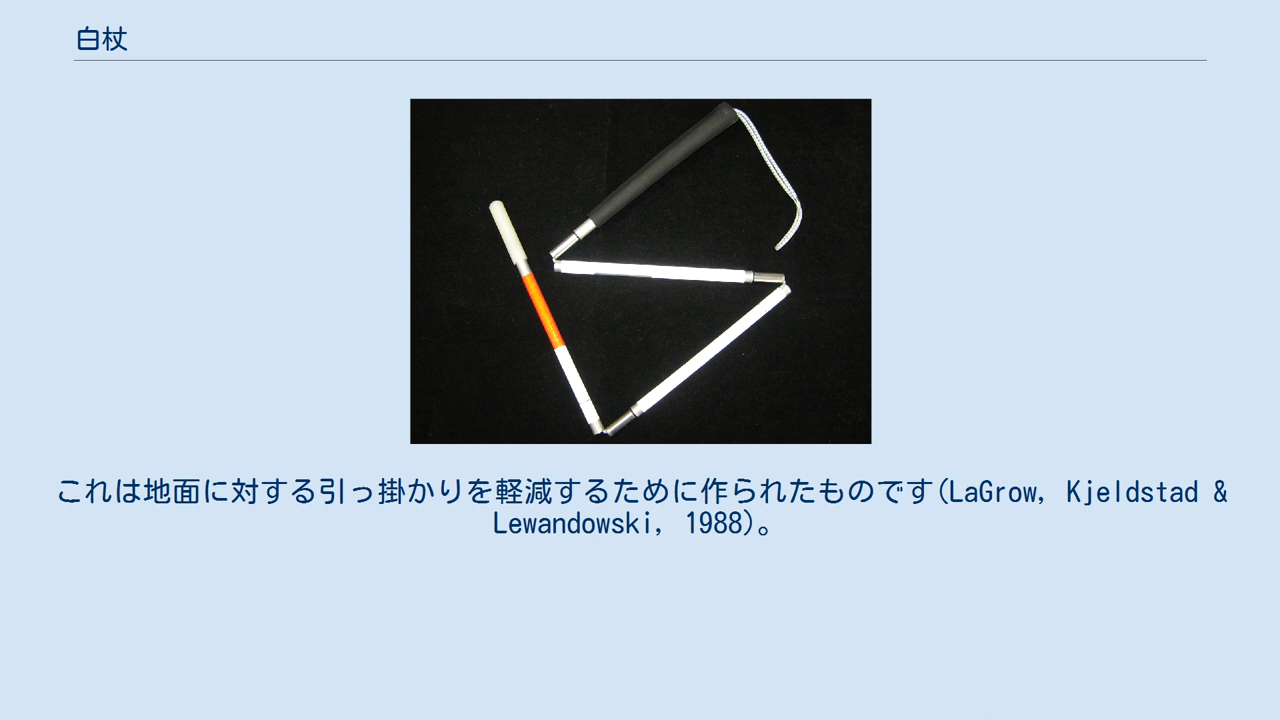 白杖
これは地面に対する引っ掛かりを軽減するために作られたものです(LaGrow, Kjeldstad &
Lewandowski, 1988)。